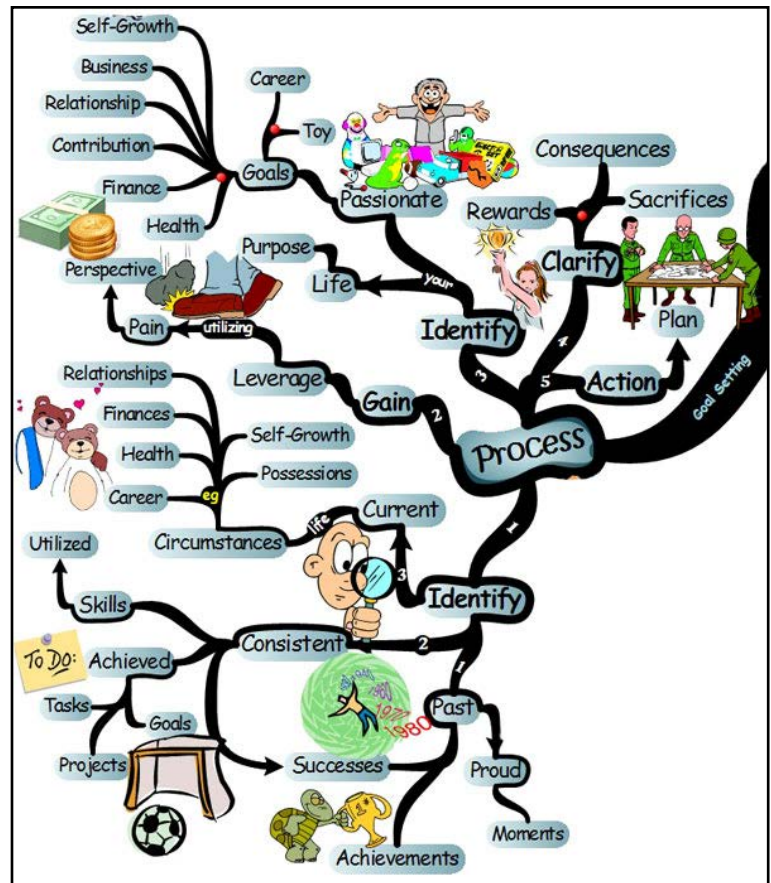 Self-Growth
Business
Relationship
Contribution
Finance
Health
Goals
Career
Toy
Passionate
Purpose
Life
your
Identify
3
Consequences
Rewards
Sacrifices
Clarify
4
Plan
Action
5
Goal Setting
Process
Perspective
Pain
utilizing
Leverage
Gain
2
Relationships
Finances
Health
Career
eg
Self-Growth
Possessions
Circumstances
life
Current
3
Identify
1
Utilized
Skills
TO DO:
Achieved
Tasks
Goals
Projects
Consistent
2
1977
1980
1
Past
Successes
Proud
Moments
Achievements